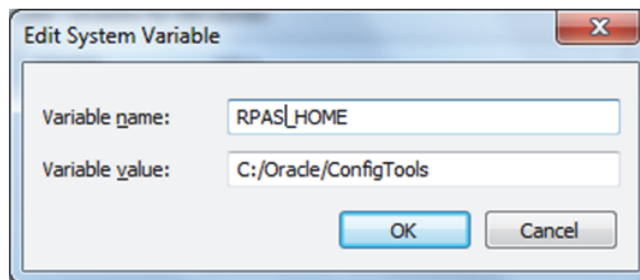 Edit System Variable
Variable name: RPAS_HOME
Variable value: C:/Oracle/ConfigTools
OK Cancel